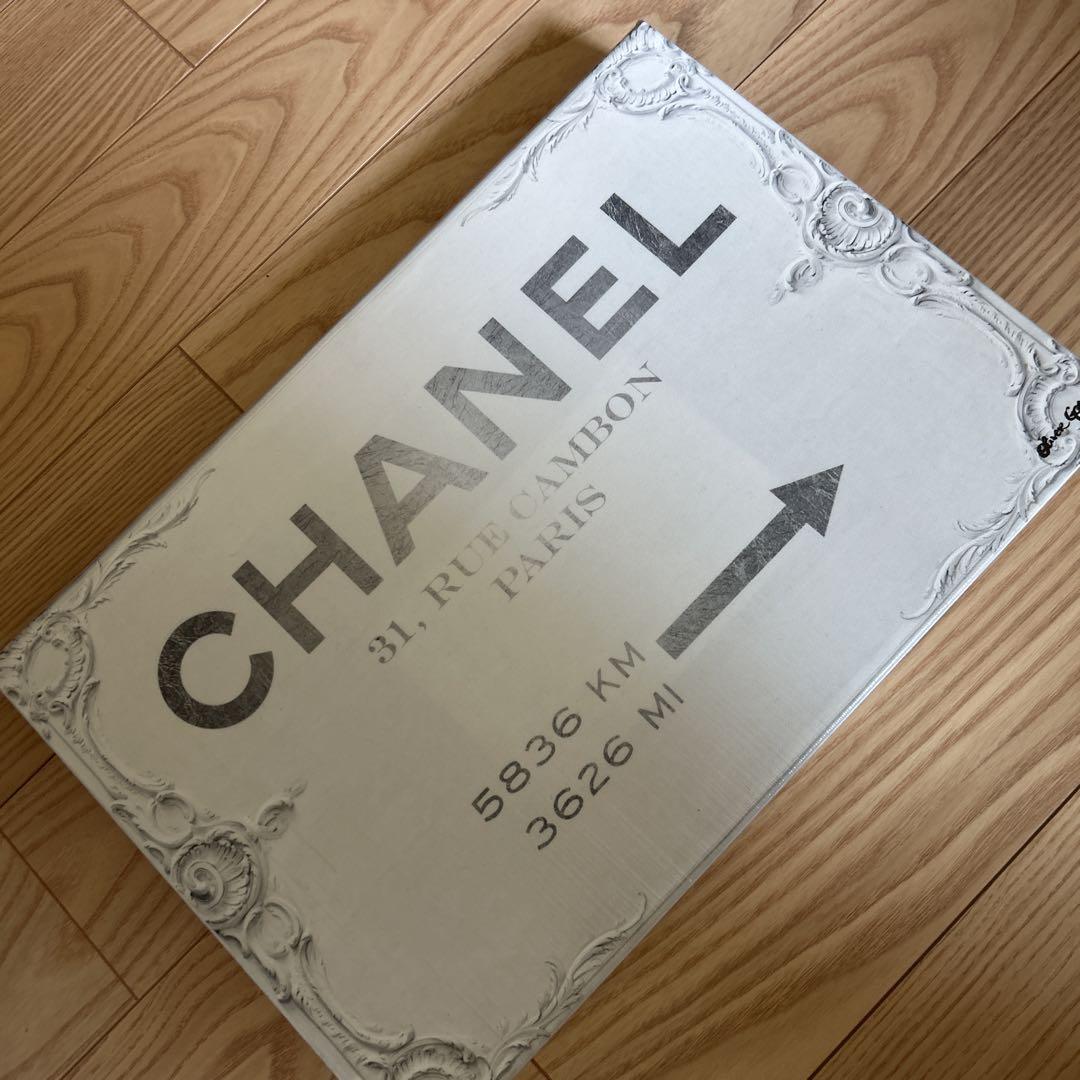 CHANEL
31, RUE CAMBON
PARIS
5836 KM
3626 MI